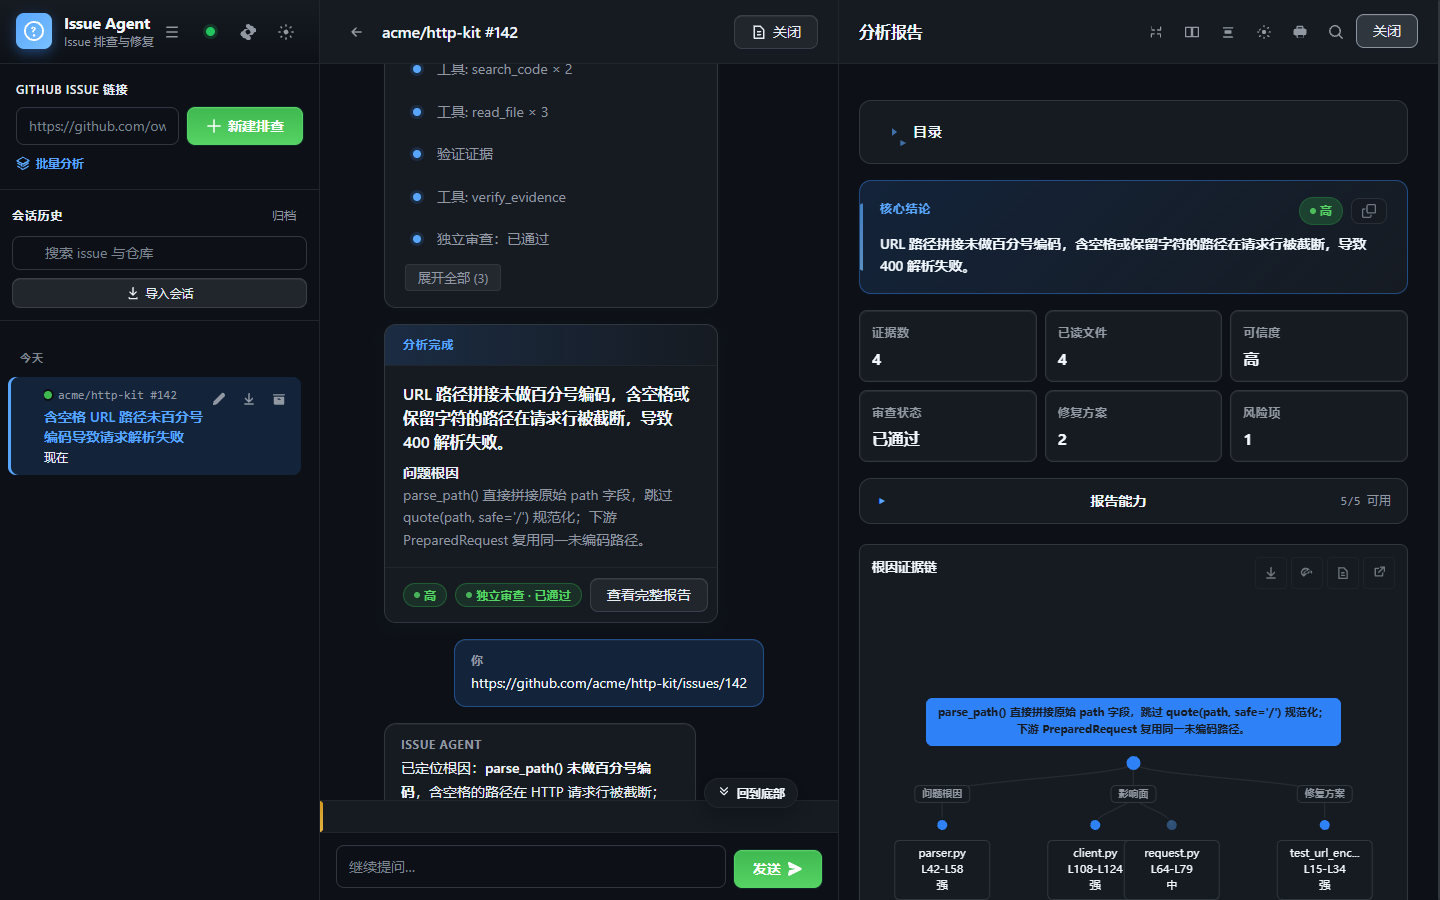 Issue Agent
Issue 排查与修复
GITHUB ISSUE 链接
https://github.com/ow
新建排查
批量分析
会话历史
归档
搜索 issue 与仓库
导入会话
今天
acme/http-kit #142
含空格 URL 路径未百分号
编码导致请求解析失败
现在
acme/http-kit #142
关闭
工具: search_code × 2
工具: read_file × 3
验证证据
工具: verify_evidence
独立审查：已通过
展开全部 (3)
分析完成
URL 路径拼接未做百分号编码，含空格或
保留字符的路径在请求行被截断，导致
400 解析失败。
问题根因
parse_path() 直接拼接原始 path 字段，跳过
quote(path, safe='/') 规范化；下游
PreparedRequest 复用同一未编码路径。
高
独立审查 · 已通过
查看完整报告
你
https://github.com/acme/http-kit/issues/142
ISSUE AGENT
已定位根因：parse_path() 未做百分号编
码，含空格的路径在 HTTP 请求行被截断；
回到底部
继续提问...
发送
分析报告
关闭
目录
核心结论
高
URL 路径拼接未做百分号编码，含空格或保留字符的路径在请求行被截断，导致
400 解析失败。
证据数
4
已读文件
4
可信度
高
审查状态
已通过
修复方案
2
风险项
1
报告能力
5/5 可用
根因证据链
parse_path() 直接拼接原始 path 字段，跳过 quote(path, safe='/') 规范化；
下游 PreparedRequest 复用同一未编码路径。
问题根因
影响面
修复方案
parser.py
L42-L58
强
client.py
L108-L124
强
request.py
L64-L79
中
test_url_enc...
L15-L34
强